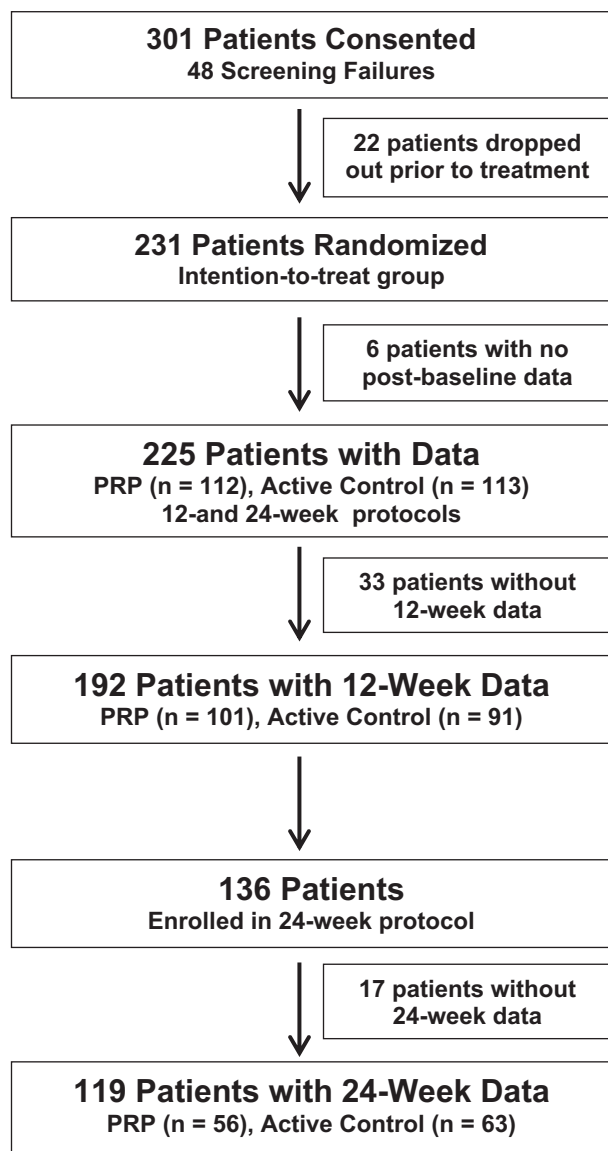 301 Patients Consented
48 Screening Failures
22 patients dropped
out prior to treatment
231 Patients Randomized
Intention-to-treat group
6 patients with no
post-baseline data
225 Patients with Data
PRP (n = 112), Active Control (n = 113)
12-and 24-week protocols
33 patients without
12-week data
192 Patients with 12-Week Data
PRP (n = 101), Active Control (n = 91)
136 Patients
Enrolled in 24-week protocol
17 patients without
24-week data
119 Patients with 24-Week Data
PRP (n = 56), Active Control (n = 63)